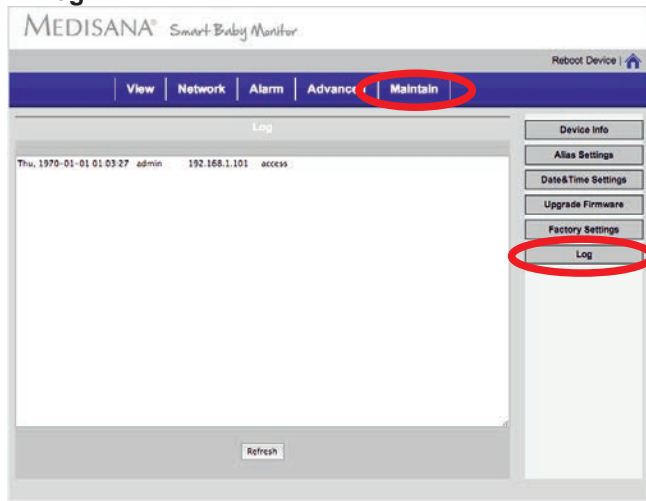 MEDISANA® Smart Baby Monitor
Reboot Device |
View Network Alarm Advanced Maintain
Log
Thu, 1970-01-01 01:03:27 admin 192.168.1.101 access
Refresh
Device Info
Alias Settings
Date&Time Settings
Upgrade Firmware
Factory Settings
Log